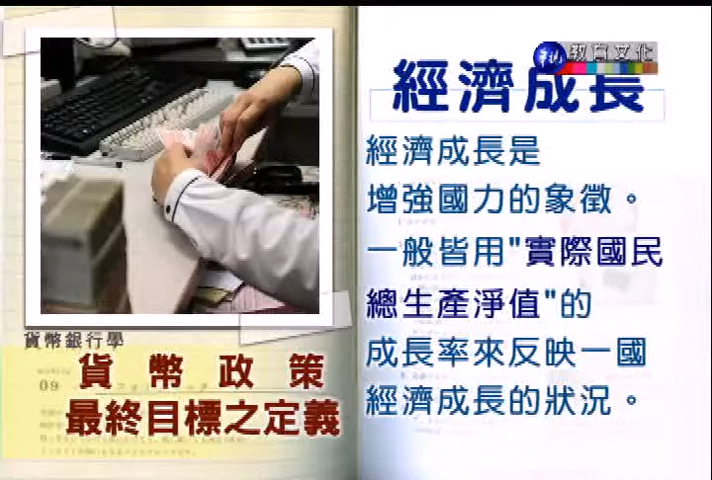 教育文化
經濟成長
經濟成長是
增強國力的象徵。
一般皆用"實際國民
總生產淨值"的
成長率來反映一國
經濟成長的狀況。
貨幣銀行學
09
貨幣政策
最終目標之定義